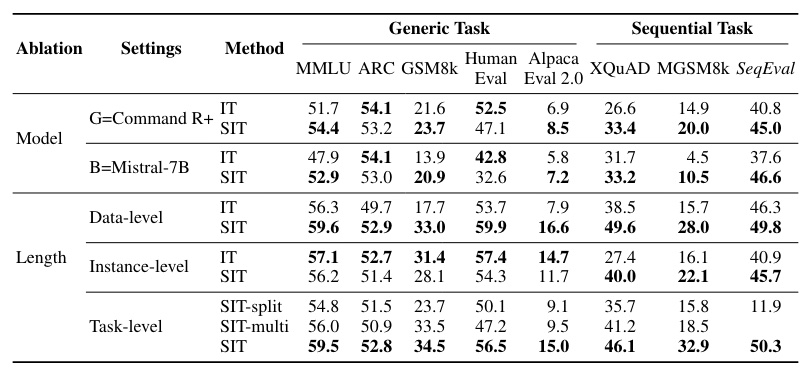 Ablation Settings Method Generic Task Sequential Task
MMLU ARC GSM8k Human Eval Alpaca Eval 2.0 XQuAD MGSM8k SeqEval
Model G=Command R+ IT 51.7 54.1 21.6 52.5 6.9 26.6 14.9 40.8
SIT 54.4 53.2 23.7 47.1 8.5 33.4 20.0 45.0
B=Mistral-7B IT 47.9 54.1 13.9 42.8 5.8 31.7 4.5 37.6
SIT 52.9 53.0 20.9 32.6 7.2 33.2 10.5 46.6
Length Data-level IT 56.3 49.7 17.7 53.7 7.9 38.5 15.7 46.3
SIT 59.6 52.9 33.0 59.9 16.6 49.6 28.0 49.8
Instance-level IT 57.1 52.7 31.4 57.4 14.7 27.4 16.1 40.9
SIT 56.2 51.4 28.1 54.3 11.7 40.0 22.1 45.7
Task-level SIT-split 54.8 51.5 23.7 50.1 9.1 35.7 15.8 11.9
SIT-multi 56.0 50.9 33.5 47.2 9.5 41.2 18.5
SIT 59.5 52.8 34.5 56.5 15.0 46.1 32.9 50.3